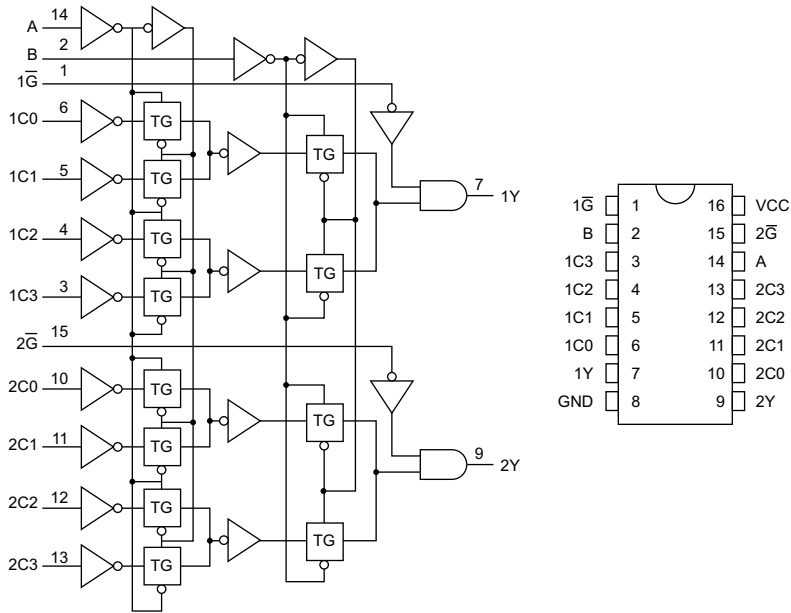 A 14
B 2
1G̅ 1
1C0 6 TG
TG
1C1 5 TG
7 1Y
1C2 4 TG
TG
1C3 3 TG
2G̅ 15
2C0 10 TG
TG
2C1 11 TG
9 2Y
2C2 12 TG
TG
2C3 13 TG
1G̅ 1 16 VCC
B 2 15 2G̅
1C3 3 14 A
1C2 4 13 2C3
1C1 5 12 2C2
1C0 6 11 2C1
1Y 7 10 2C0
GND 8 9 2Y